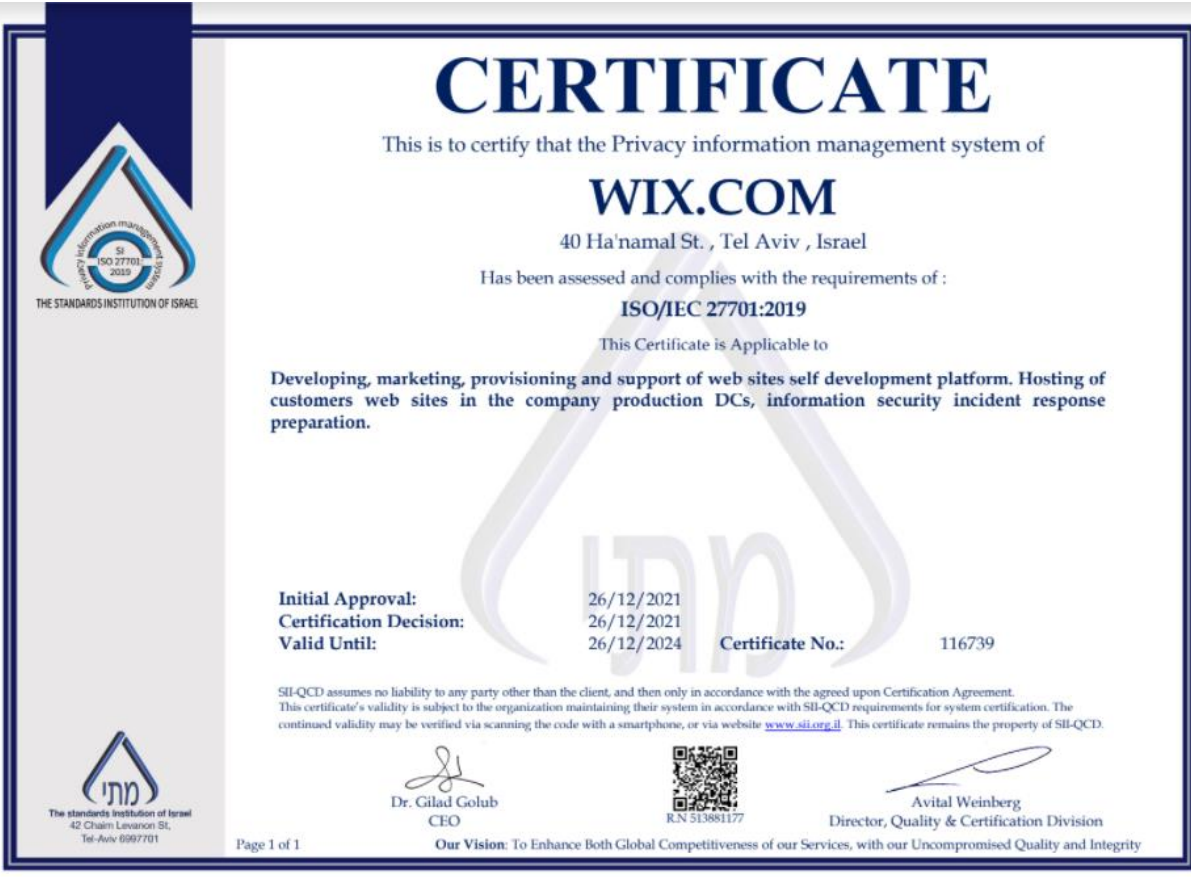 CERTIFICATE
This is to certify that the Privacy information management system of
WIX.COM
40 Ha'namal St. , Tel Aviv , Israel
Has been assessed and complies with the requirements of :
ISO/IEC 27701:2019
This Certificate is Applicable to
Developing, marketing, provisioning and support of web sites self development platform. Hosting of
customers web sites in the company production DCs, information security incident response
preparation.
Privacy information management system
SI
ISO 27701:
2019
THE STANDARDS INSTITUTION OF ISRAEL
מתי
Initial Approval: 26/12/2021
Certification Decision: 26/12/2021
Valid Until: 26/12/2024 Certificate No.: 116739
SII-QCD assumes no liability to any party other than the client, and then only in accordance with the agreed upon Certification Agreement.
This certificate's validity is subject to the organization maintaining their system in accordance with SII-QCD requirements for system certification. The
continued validity may be verified via scanning the code with a smartphone, or via website www.sii.org.il. This certificate remains the property of SII-QCD.
Dr. Gilad Golub
CEO
R.N 513881177
Avital Weinberg
Director, Quality & Certification Division
מתי
The standards Institution of Israel
42 Chaim Levanon St,
Tel-Aviv 6997701
Page 1 of 1
Our Vision: To Enhance Both Global Competitiveness of our Services, with our Uncompromised Quality and Integrity